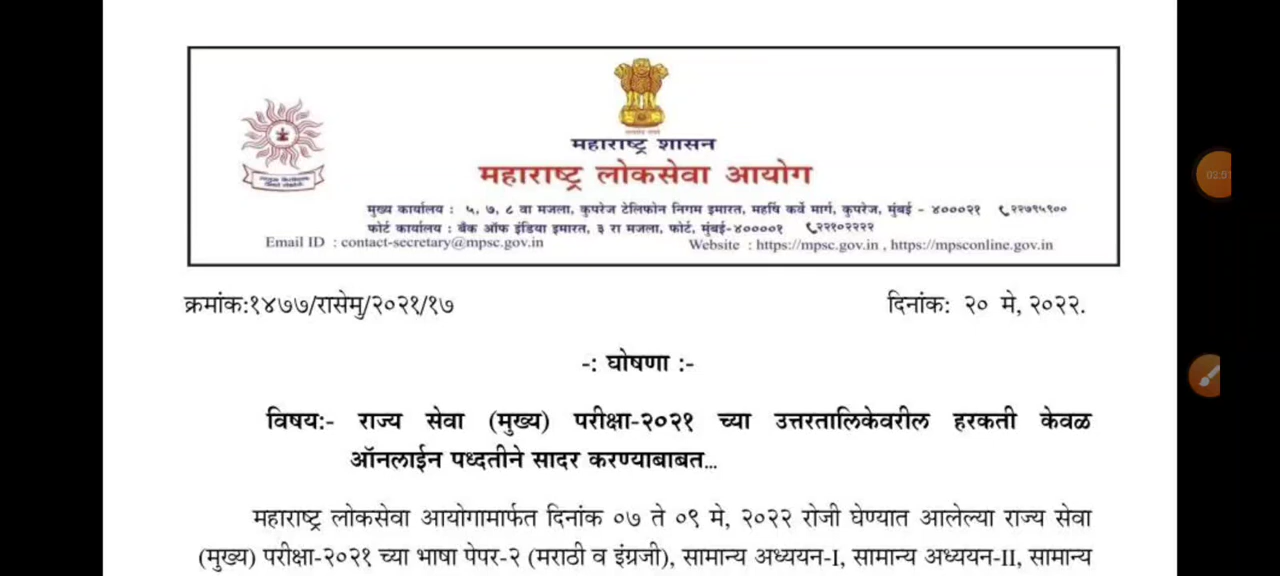 महाराष्ट्र शासन
महाराष्ट्र लोकसेवा आयोग
मुख्य कार्यालय : ५, ७, ८ वा मजला, कुपरेज टेलिफोन निगम इमारत, महर्षि कर्वे मार्ग, कुपरेज, मुंबई - ४०००२१ २२७९५९००
फोर्ट कार्यालय : बँक ऑफ इंडिया इमारत, ३ रा मजला, फोर्ट, मुंबई-४००००१ २२१०२२२२
Email ID : contact-secretary@mpsc.gov.in Website : https://mpsc.gov.in , https://mpsconline.gov.in
क्रमांक:१४७७/रासेमु/२०२१/१७ दिनांक: २० मे, २०२२.
-: घोषणा :-
विषय:- राज्य सेवा (मुख्य) परीक्षा-२०२१ च्या उत्तरतालिकेवरील हरकती केवळ
ऑनलाईन पध्दतीने सादर करण्याबाबत...
महाराष्ट्र लोकसेवा आयोगामार्फत दिनांक ०७ ते ०९ मे, २०२२ रोजी घेण्यात आलेल्या राज्य सेवा
(मुख्य) परीक्षा-२०२१ च्या भाषा पेपर-२ (मराठी व इंग्रजी), सामान्य अध्ययन-I, सामान्य अध्ययन-II, सामान्य
02:51